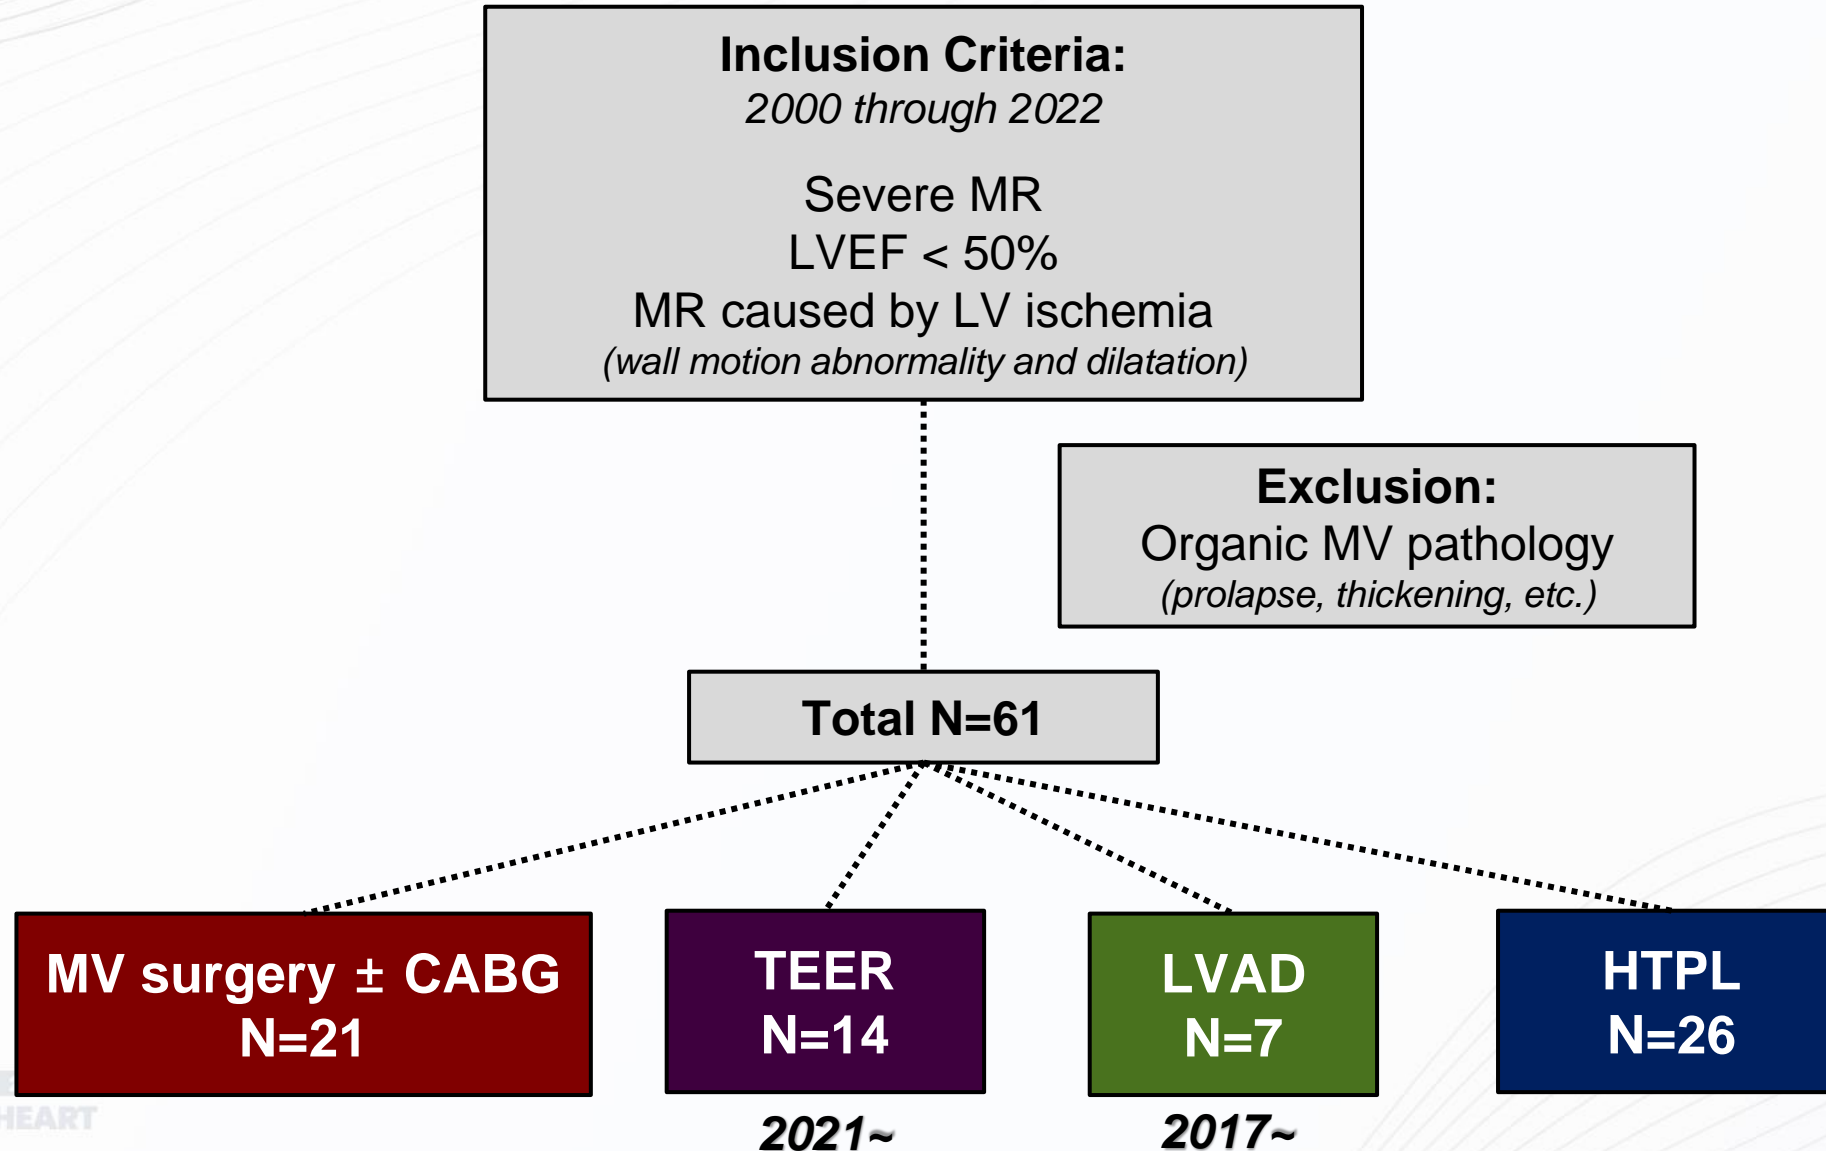 Inclusion Criteria:
2000 through 2022
Severe MR
LVEF < 50%
MR caused by LV ischemia
(wall motion abnormality and dilatation)
Exclusion:
Organic MV pathology
(prolapse, thickening, etc.)
Total N=61
MV surgery ± CABG
N=21
TEER
N=14
LVAD
N=7
HTPL
N=26
HEART
2021~
2017~